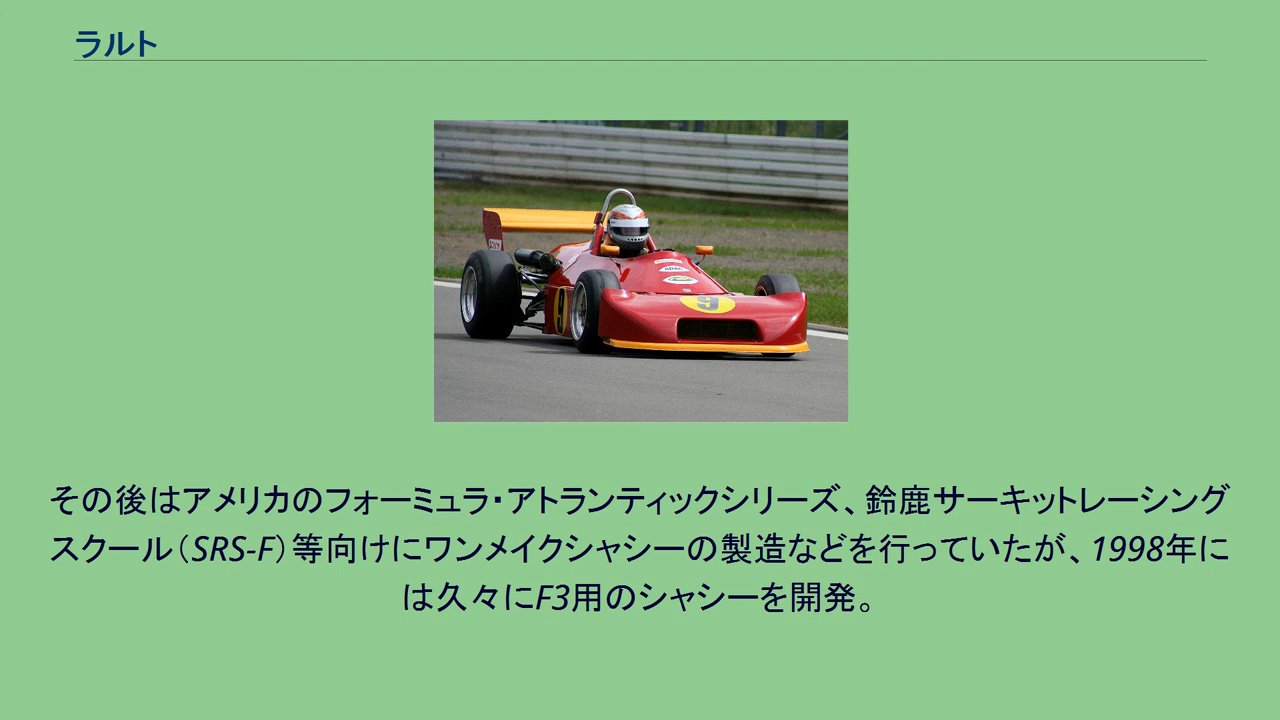 ラルト
9
9
その後はアメリカのフォーミュラ・アトランティックシリーズ、鈴鹿サーキットレーシング
スクール（SRS-F）等向けにワンメイクシャシーの製造などを行っていたが、1998年に
は久々にF3用のシャシーを開発。